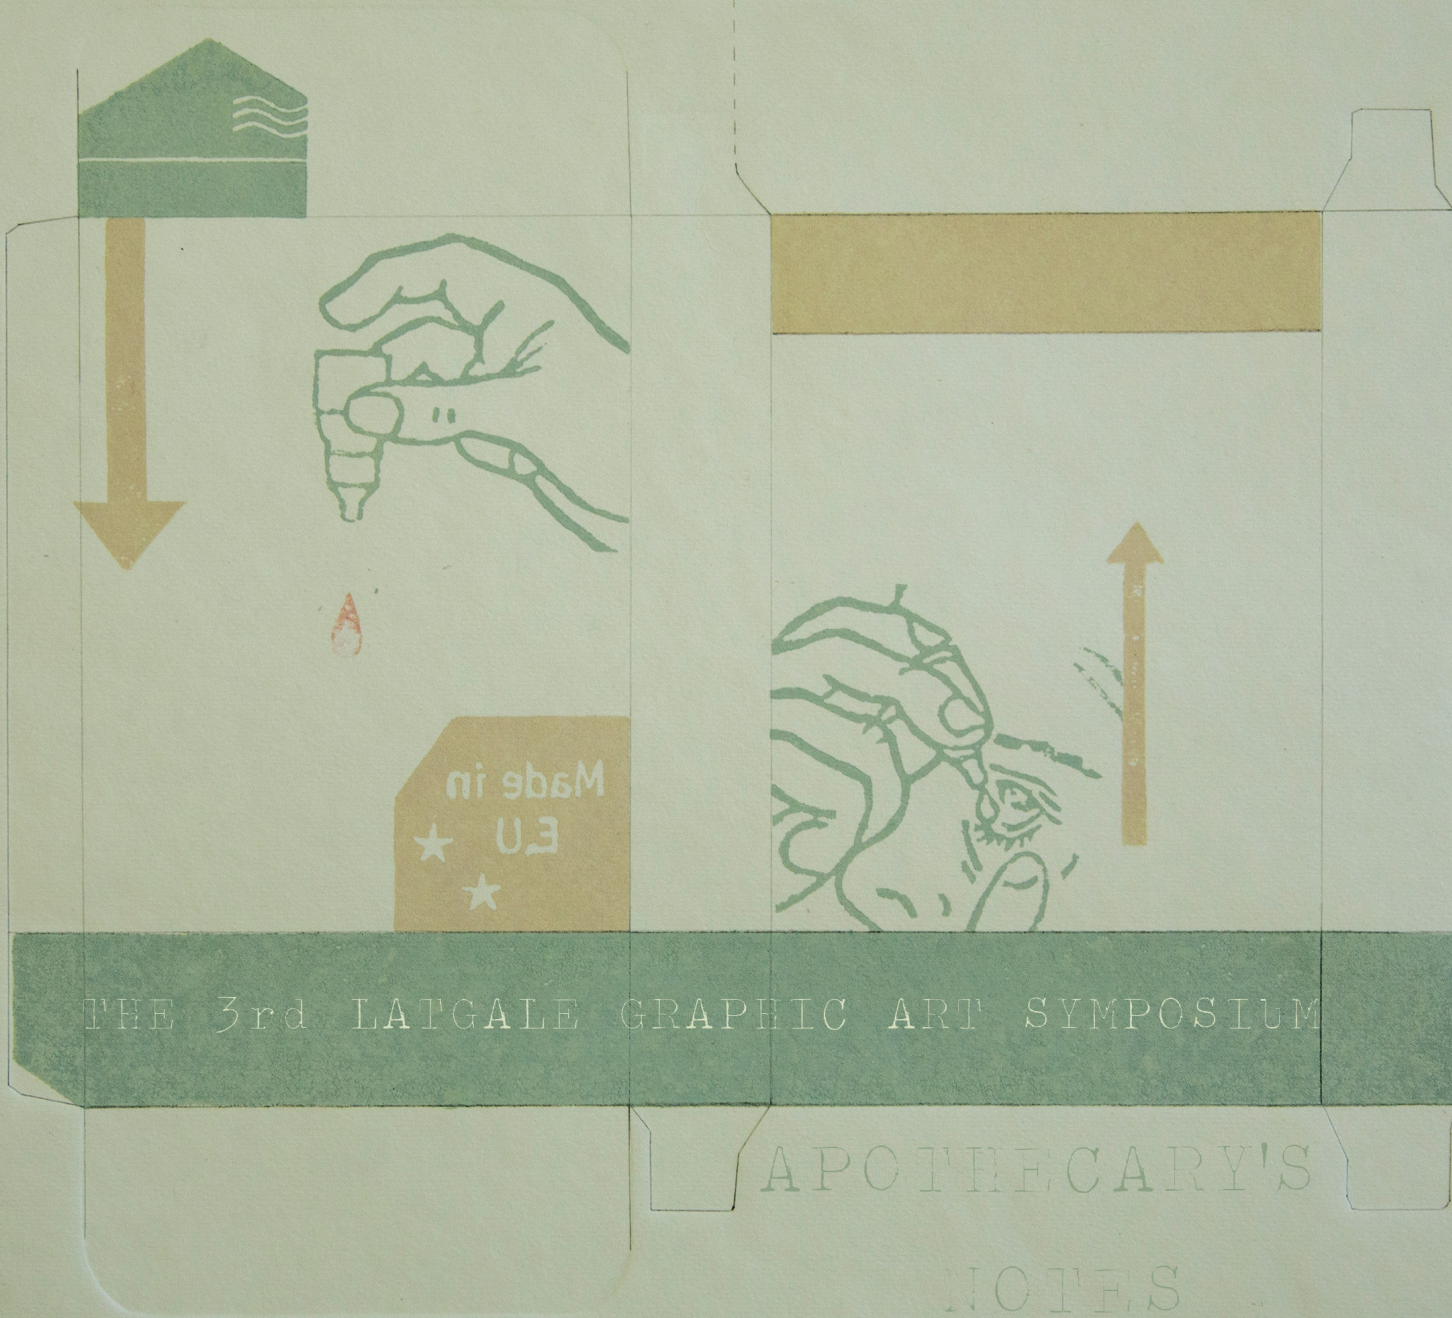 Made in
EU
THE 3rd LATGALE GRAPHIC ART SYMPOSIUM
APOTHECARY'S
NOTES